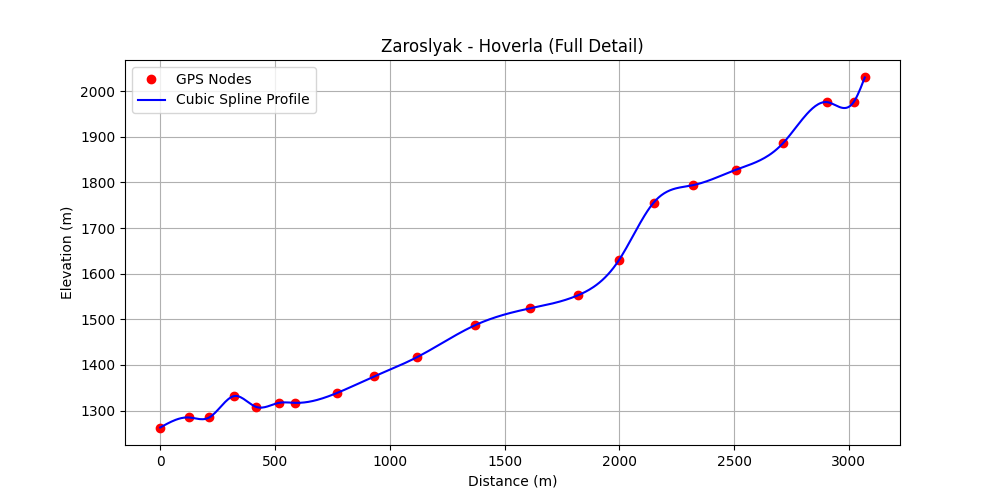 Zaroslyak - Hoverla (Full Detail)
GPS Nodes
Cubic Spline Profile
Elevation (m)
2000
1900
1800
1700
1600
1500
1400
1300
0 500 1000 1500 2000 2500 3000
Distance (m)